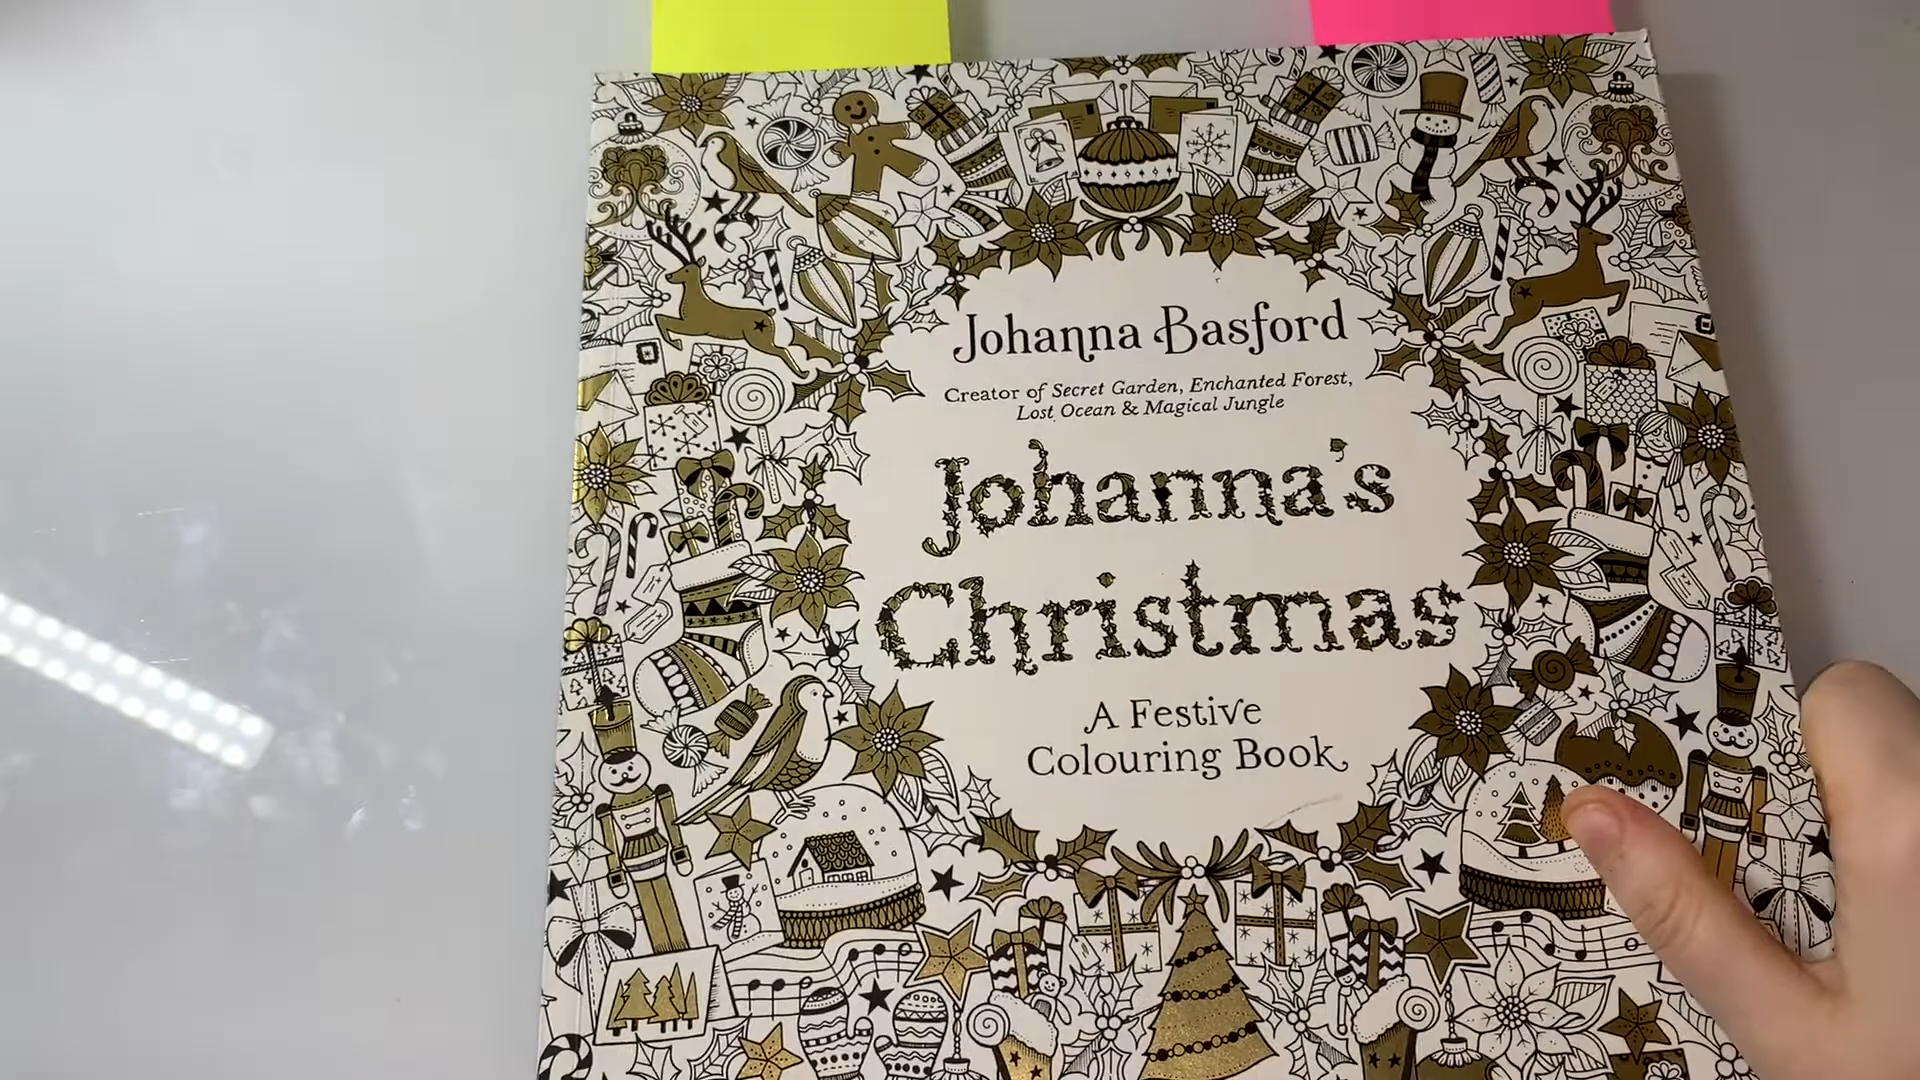 Johanna Basford
Creator of Secret Garden, Enchanted Forest,
Lost Ocean & Magical Jungle
Johanna's
Christmas
A Festive
Colouring Book